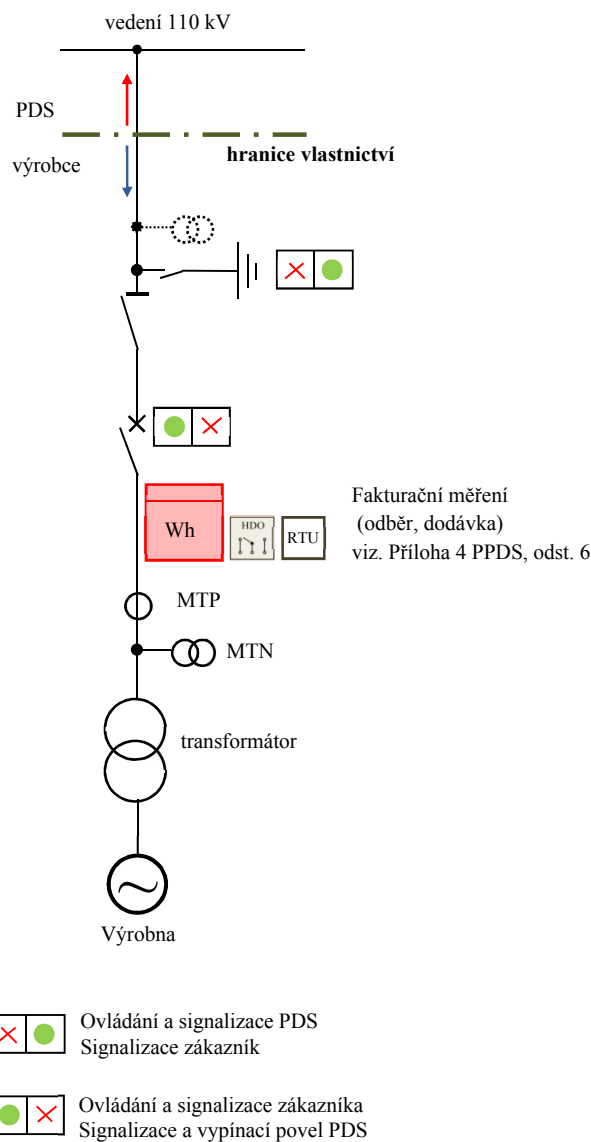 vedení 110 kV
PDS
hranice vlastnictví
výrobce
Wh
HDO
RTU
Fakturační měření
(odběr, dodávka)
viz. Příloha 4 PPDS, odst. 6
MTP
MTN
transformátor
Výrobna
Ovládání a signalizace PDS
Signalizace zákazník
Ovládání a signalizace zákazníka
Signalizace a vypínací povel PDS